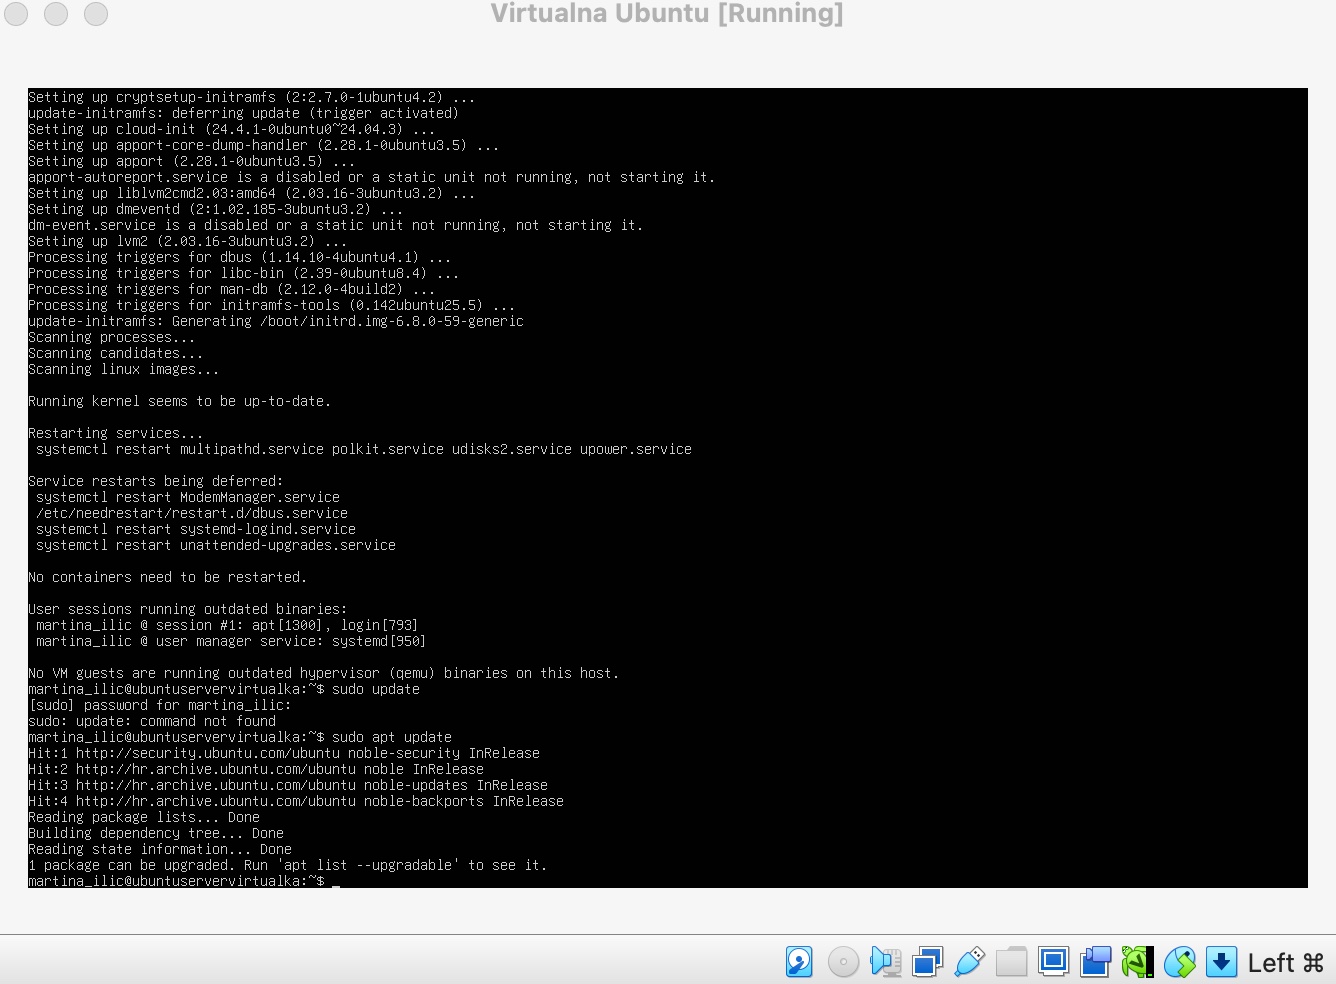 Virtualna Ubuntu [Running]
Setting up cryptsetup-initramfs (2:2.7.0-1ubuntu4.2) ...
update-initramfs: deferring update (trigger activated)
Setting up cloud-init (24.4.1-0ubuntu0~24.04.3) ...
Setting up apport-core-dump-handler (2.28.1-0ubuntu3.5) ...
Setting up apport (2.28.1-0ubuntu3.5) ...
apport-autoreport.service is a disabled or a static unit not running, not starting it.
Setting up liblvm2cmd2.03:amd64 (2.03.16-3ubuntu3.2) ...
Setting up dmeventd (2:1.02.185-3ubuntu3.2) ...
dm-event.service is a disabled or a static unit not running, not starting it.
Setting up lvm2 (2.03.16-3ubuntu3.2) ...
Processing triggers for dbus (1.14.10-4ubuntu4.1) ...
Processing triggers for libc-bin (2.39-0ubuntu8.4) ...
Processing triggers for man-db (2.12.0-4build2) ...
Processing triggers for initramfs-tools (0.142ubuntu25.5) ...
update-initramfs: Generating /boot/initrd.img-6.8.0-59-generic
Scanning processes...
Scanning candidates...
Scanning linux images...
Running kernel seems to be up-to-date.
Restarting services...
systemctl restart multipathd.service polkit.service udisks2.service upower.service
Service restarts being deferred:
systemctl restart ModemManager.service
/etc/needrestart/restart.d/dbus.service
systemctl restart systemd-logind.service
systemctl restart unattended-upgrades.service
No containers need to be restarted.
User sessions running outdated binaries:
martina_ilic @ session #1: apt[1300], login[793]
martina_ilic @ user manager service: systemd[950]
No VM guests are running outdated hypervisor (qemu) binaries on this host.
martina_ilic@ubuntuservervirtualka:~$ sudo update
[sudo] password for martina_ilic:
sudo: update: command not found
martina_ilic@ubuntuservervirtualka:~$ sudo apt update
Hit:1 http://security.ubuntu.com/ubuntu noble-security InRelease
Hit:2 http://hr.archive.ubuntu.com/ubuntu noble InRelease
Hit:3 http://hr.archive.ubuntu.com/ubuntu noble-updates InRelease
Hit:4 http://hr.archive.ubuntu.com/ubuntu noble-backports InRelease
Reading package lists... Done
Building dependency tree... Done
Reading state information... Done
1 package can be upgraded. Run 'apt list --upgradable' to see it.
martina_ilic@ubuntuservervirtualka:~$ _
Left ⌘